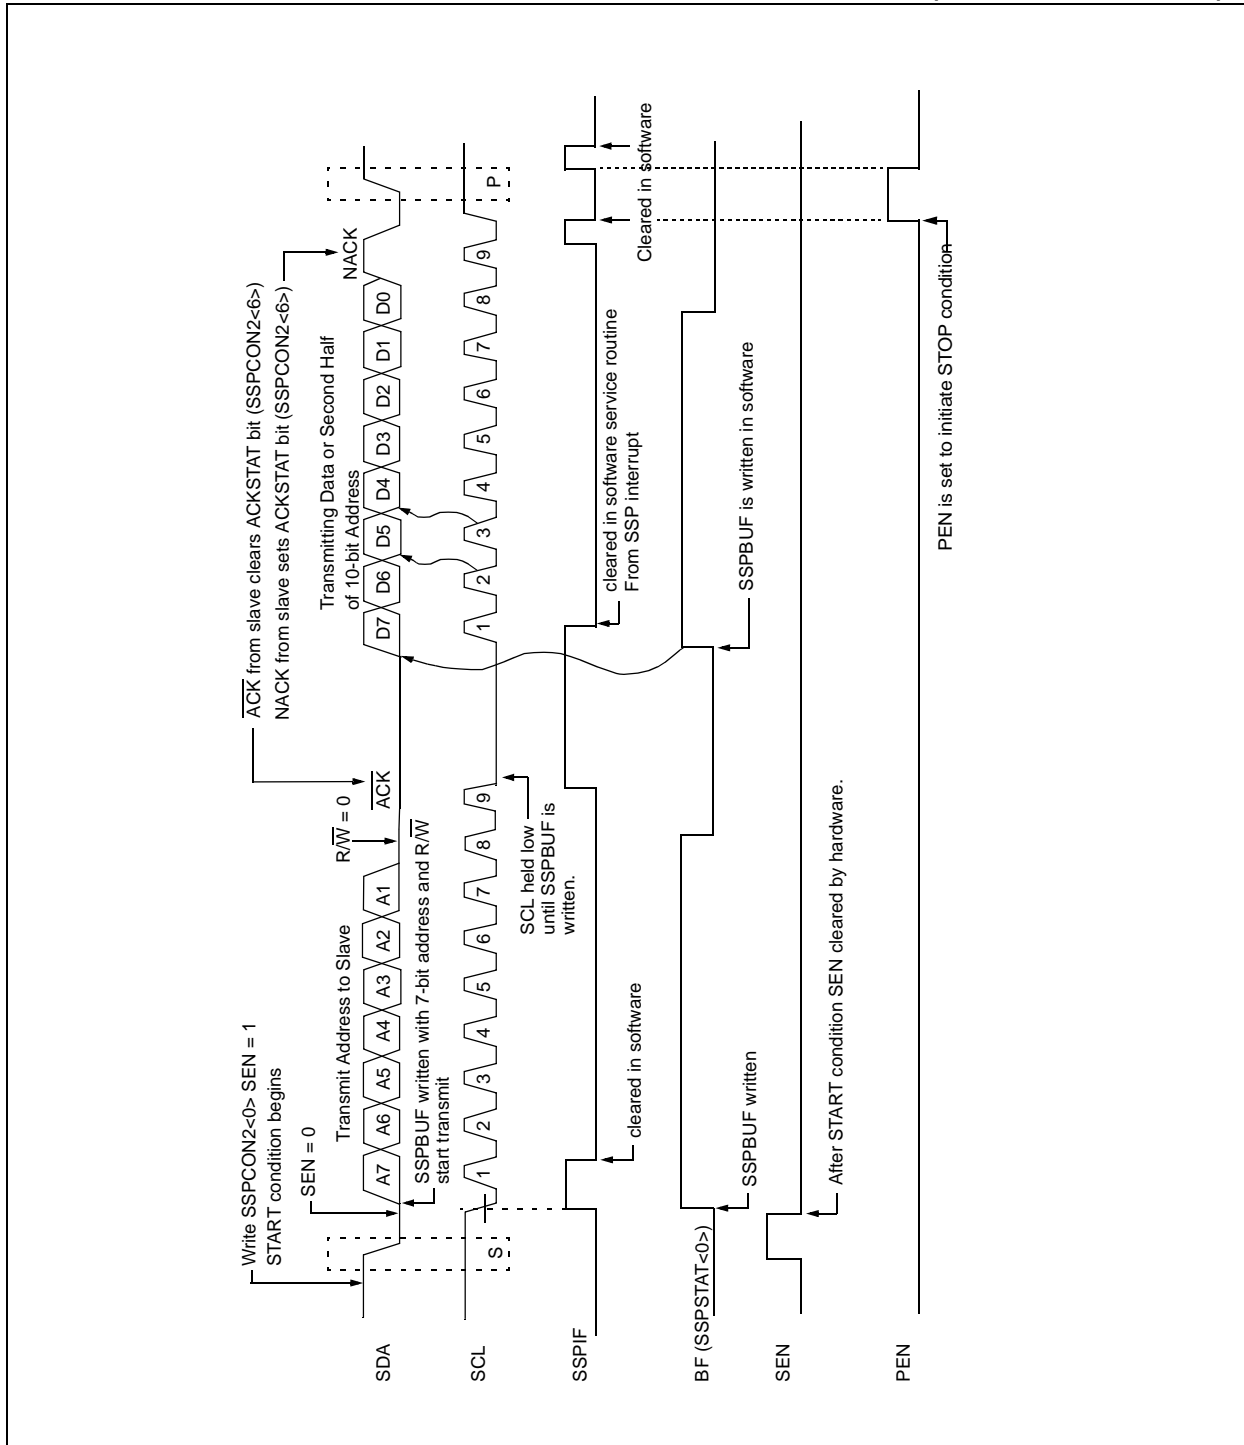 Write SSPCON2<0> SEN = 1
START condition begins
SEN = 0
Transmit Address to Slave
R/W = 0
ACK from slave clears ACKSTAT bit (SSPCON2<6>)
NACK from slave sets ACKSTAT bit (SSPCON2<6>)
Transmitting Data or Second Half
of 10-bit Address
SDA
A7 A6 A5 A4 A3 A2 A1 ACK D7 D6 D5 D4 D3 D2 D1 D0 NACK
SSPBUF written with 7-bit address and R/W
start transmit
SCL
S 1 2 3 4 5 6 7 8 9 1 2 3 4 5 6 7 8 9 P
SCL held low
until SSPBUF is
written.
SSPIF
cleared in software
cleared in software service routine
From SSP interrupt
Cleared in software
Cleared in software
BF (SSPSTAT<0>)
SSPBUF written
SSPBUF is written in software
SEN
After START condition SEN cleared by hardware.
PEN
PEN is set to initiate STOP condition